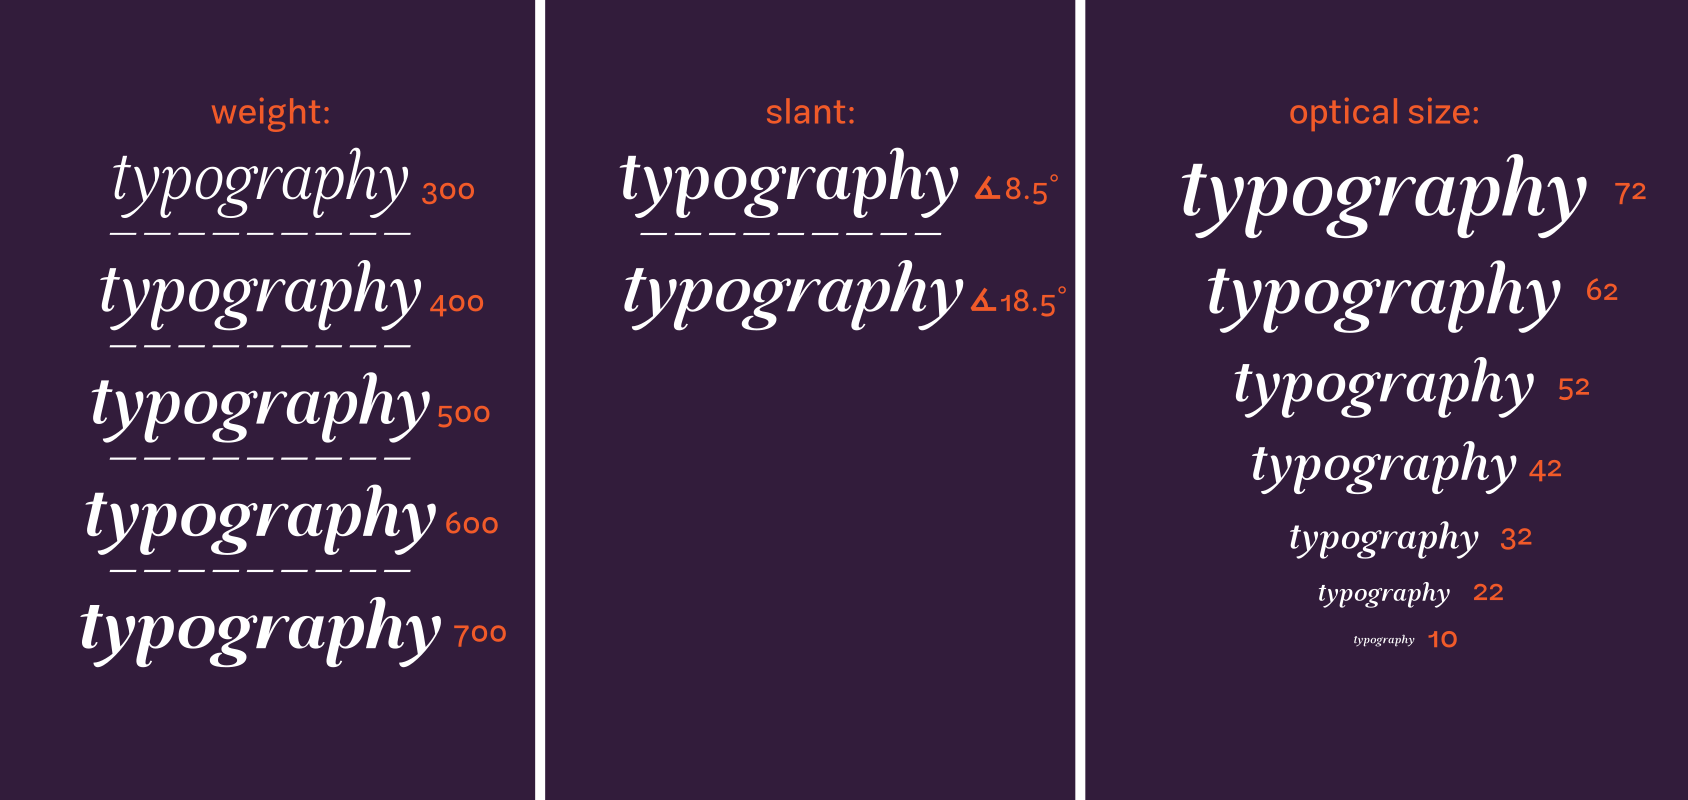 weight:
typography 300
typography 400
typography 500
typography 600
typography 700
slant:
typography ∡8.5°
typography ∡18.5°
optical size:
typography 72
typography 62
typography 52
typography 42
typography 32
typography 22
typography 10